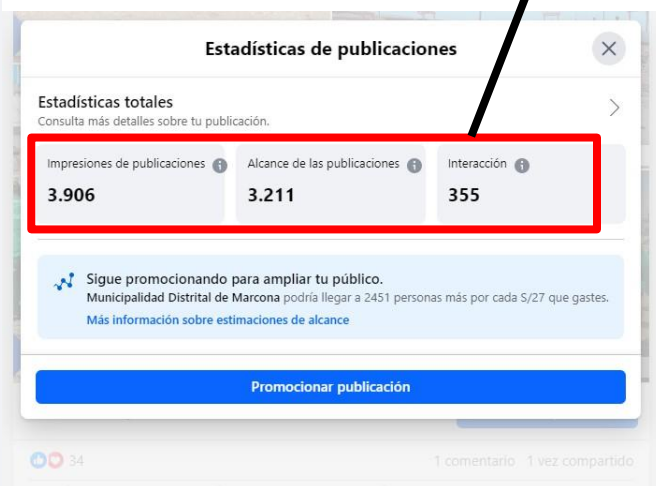 Estadísticas de publicaciones
Estadísticas totales
Consulta más detalles sobre tu publicación.
Impresiones de publicaciones
Alcance de las publicaciones
Interacción
3.906
3.211
355
Sigue promocionando para ampliar tu público.
Municipalidad Distrital de Marcona podría llegar a 2451 personas más por cada S/27 que gastes.
Más información sobre estimaciones de alcance
Promocionar publicación
34
1 comentario 1 vez compartido